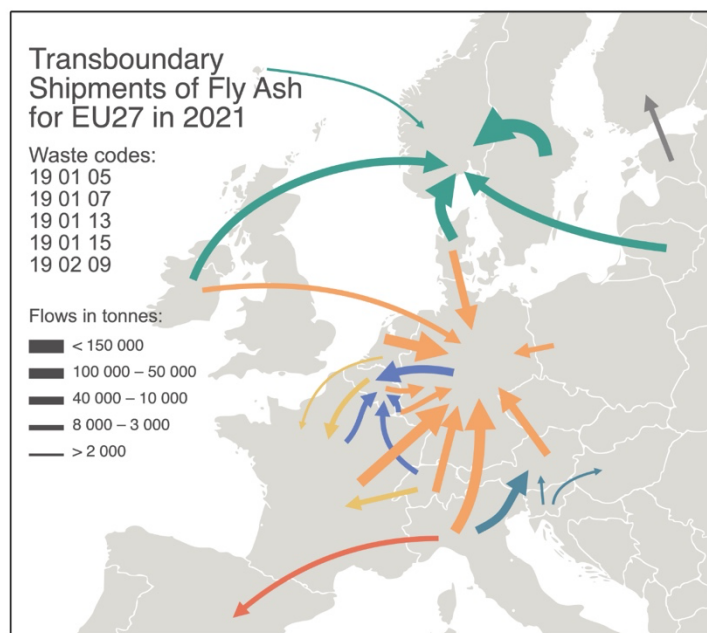 Transboundary
Shipments of Fly Ash
for EU27 in 2021
Waste codes:
19 01 05
19 01 07
19 01 13
19 01 15
19 02 09
Flows in tonnes:
< 150 000
100 000 – 50 000
40 000 – 10 000
8 000 – 3 000
> 2 000